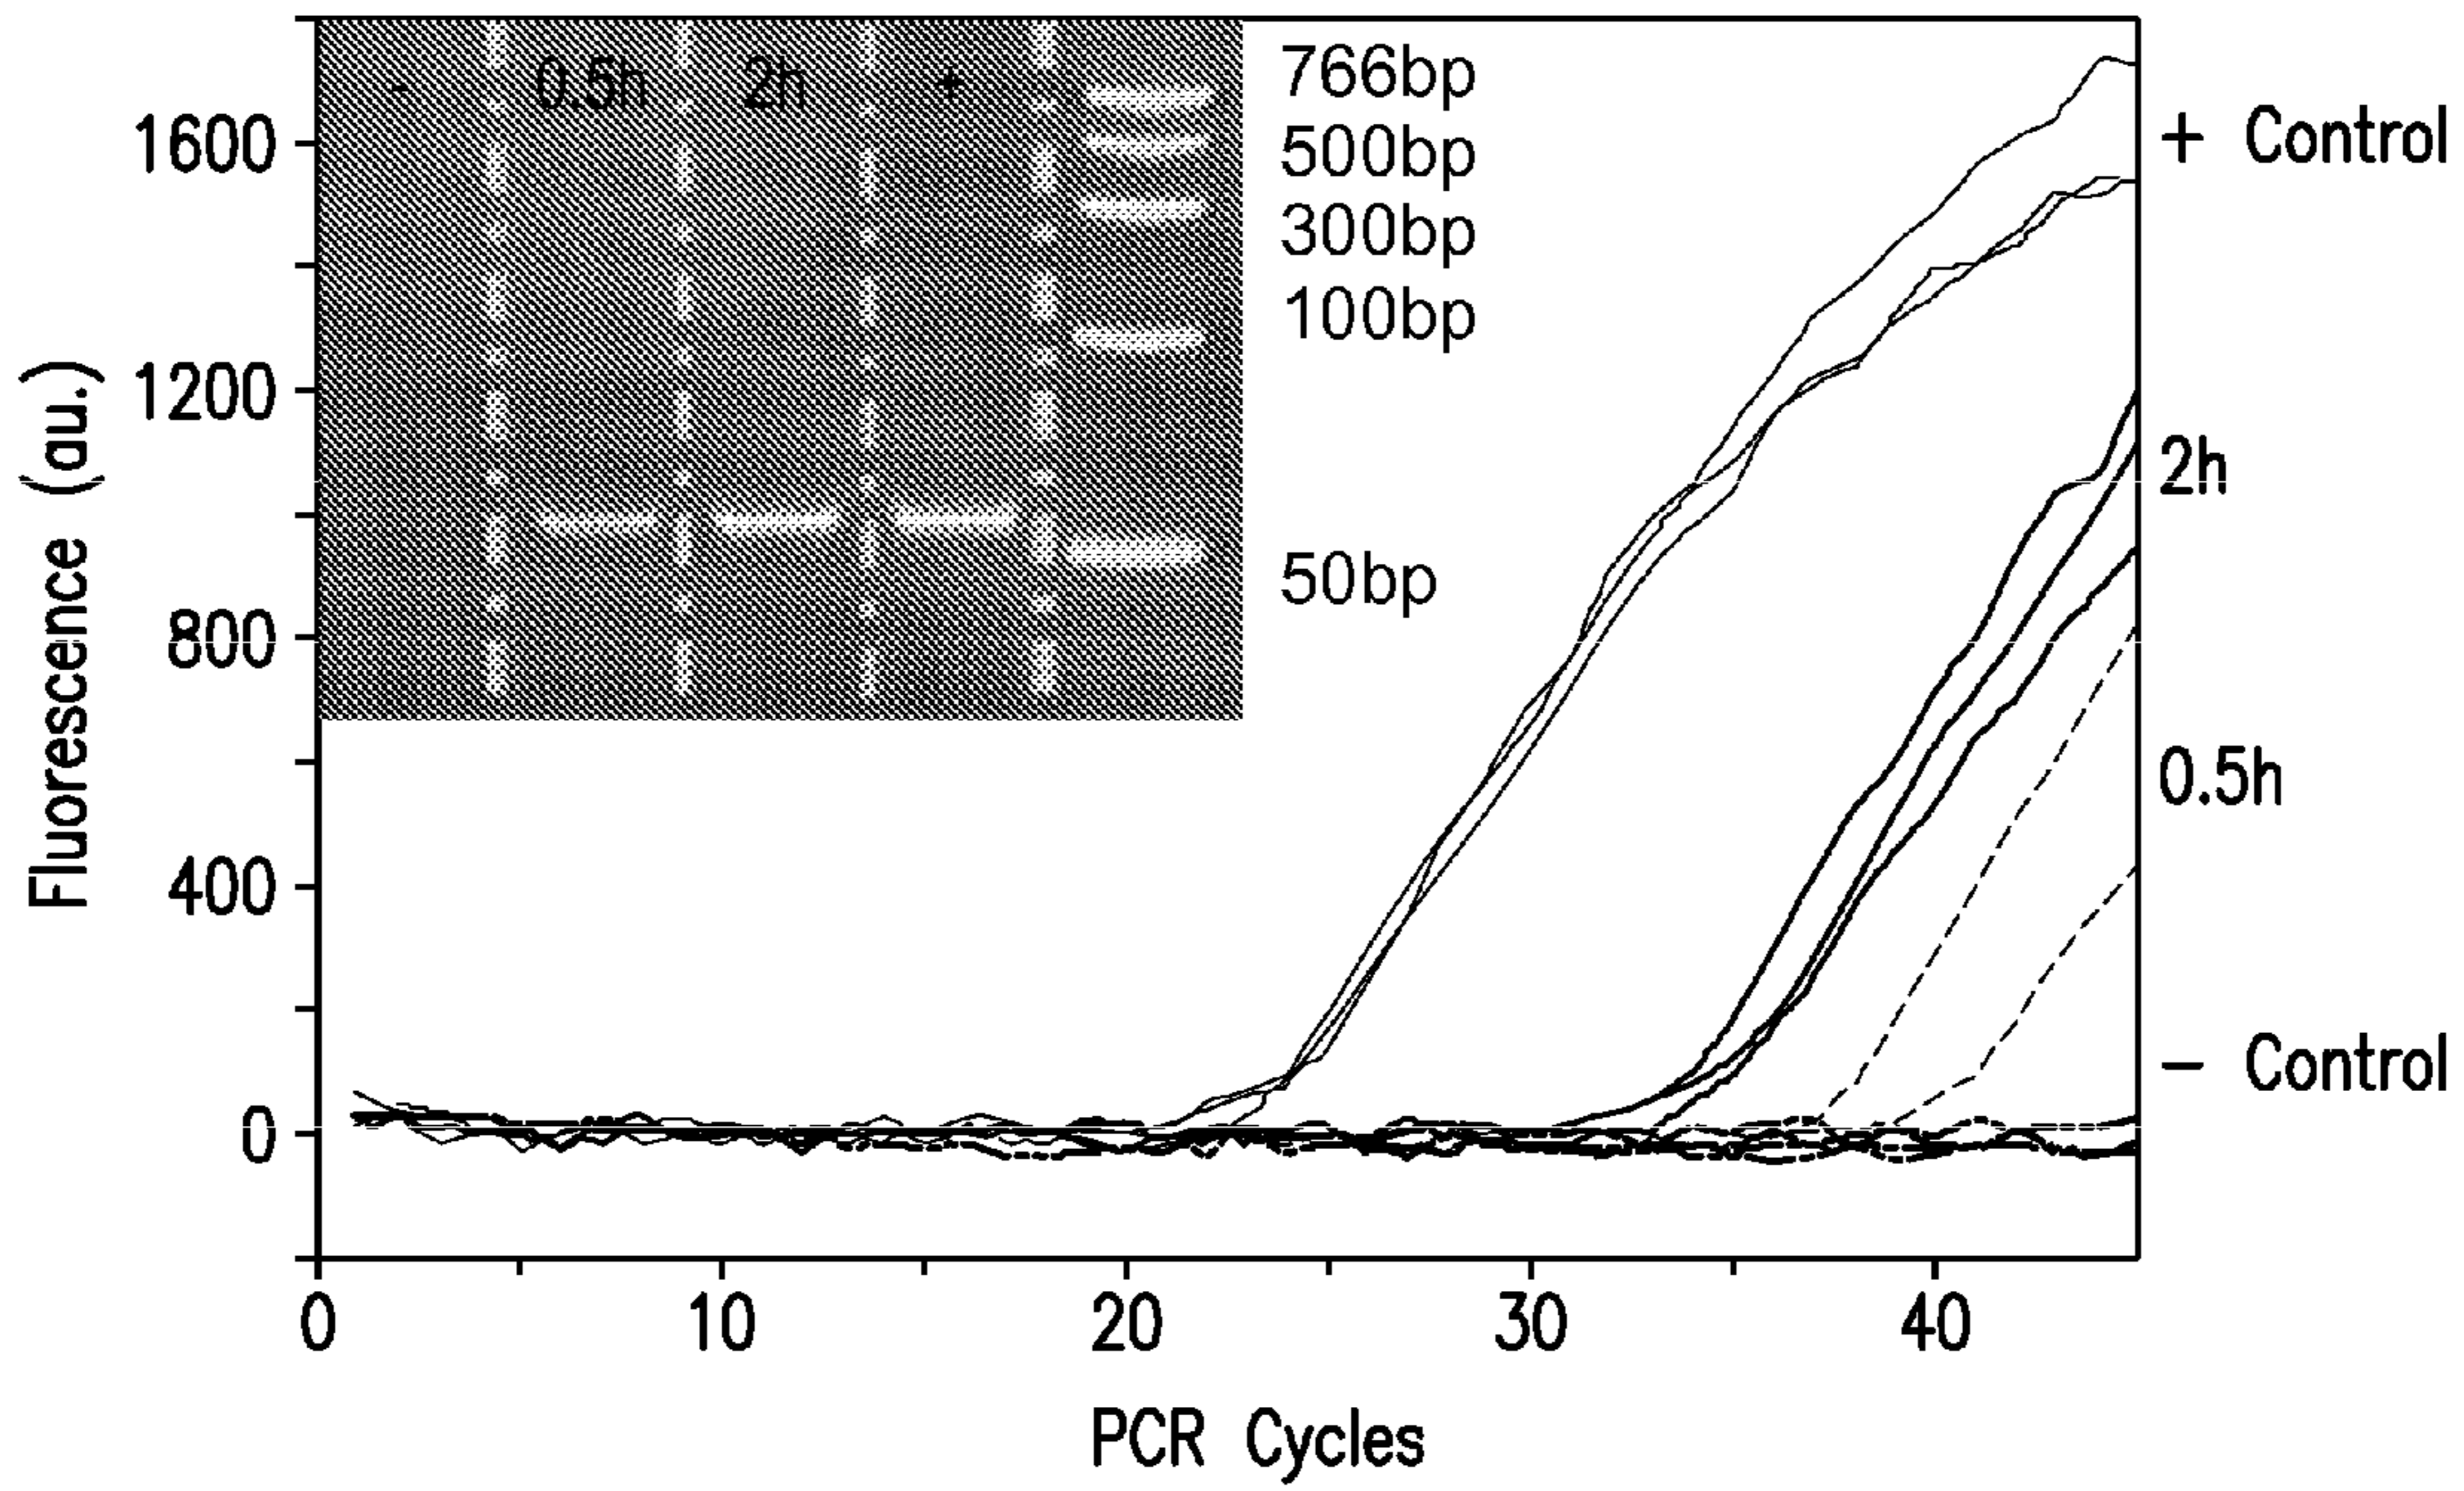 - 0.5h 2h +
766bp
500bp
300bp
100bp
50bp
1600
1200
800
400
0
Fluorescence (au.)
+ Control
2h
0.5h
– Control
0 10 20 30 40
PCR Cycles